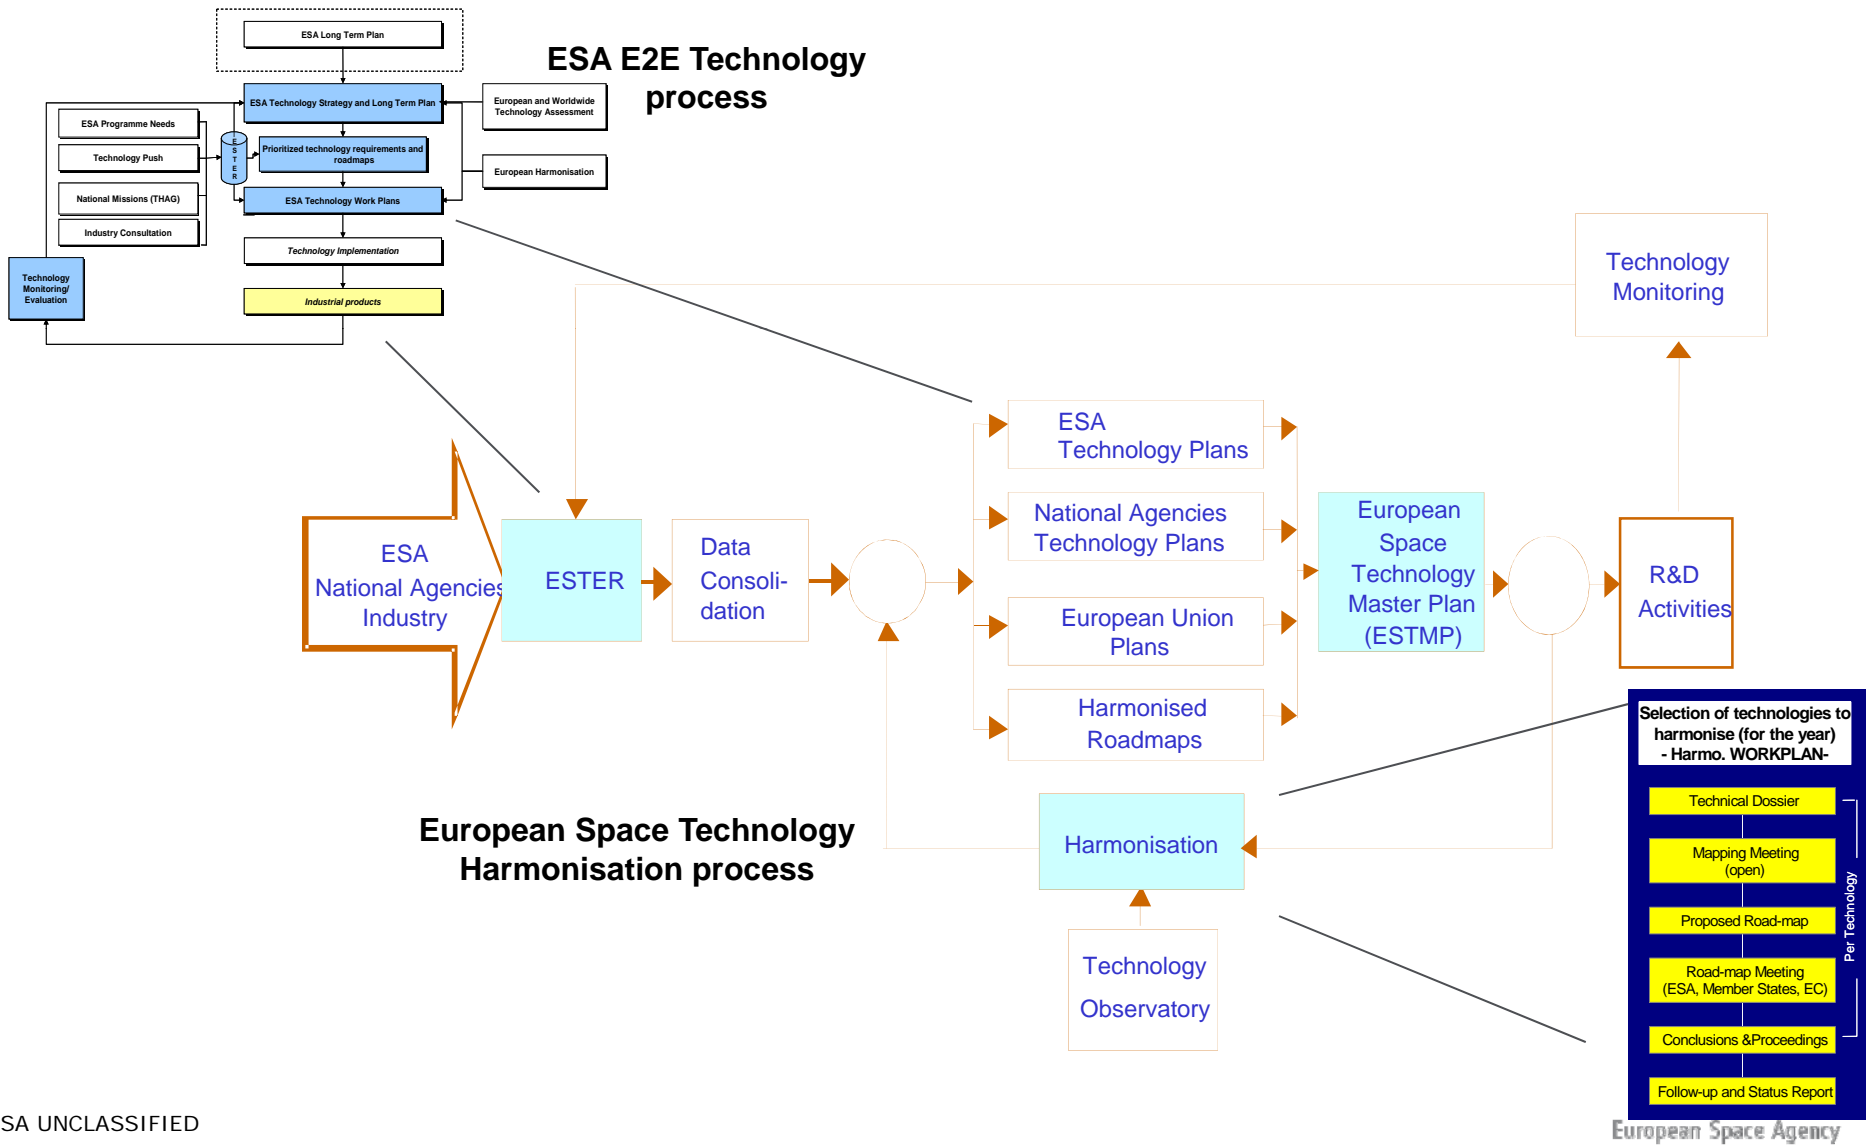 ESA Long Term Plan
ESA E2E Technology
process
ESA Technology Strategy and Long Term Plan
European and Worldwide
Technology Assessment
ESA Programme Needs
Technology Push
National Missions (THAG)
Industry Consultation
E
S
T
E
R
Prioritized technology requirements and
roadmaps
European Harmonisation
ESA Technology Work Plans
Technology Implementation
Technology
Monitoring/
Evaluation
Industrial products
Technology
Monitoring
ESA
National Agencies
Industry
ESTER
Data
Consoli-
dation
ESA
Technology Plans
National Agencies
Technology Plans
European Union
Plans
Harmonised
Roadmaps
European
Space
Technology
Master Plan
(ESTMP)
R&D
Activities
European Space Technology
Harmonisation process
Harmonisation
Technology
Observatory
Selection of technologies to
harmonise (for the year)
- Harmo. WORKPLAN-
Technical Dossier
Mapping Meeting
(open)
Proposed Road-map
Road-map Meeting
(ESA, Member States, EC)
Conclusions &Proceedings
Follow-up and Status Report
Per Technology
SA UNCLASSIFIED
European Space Agency